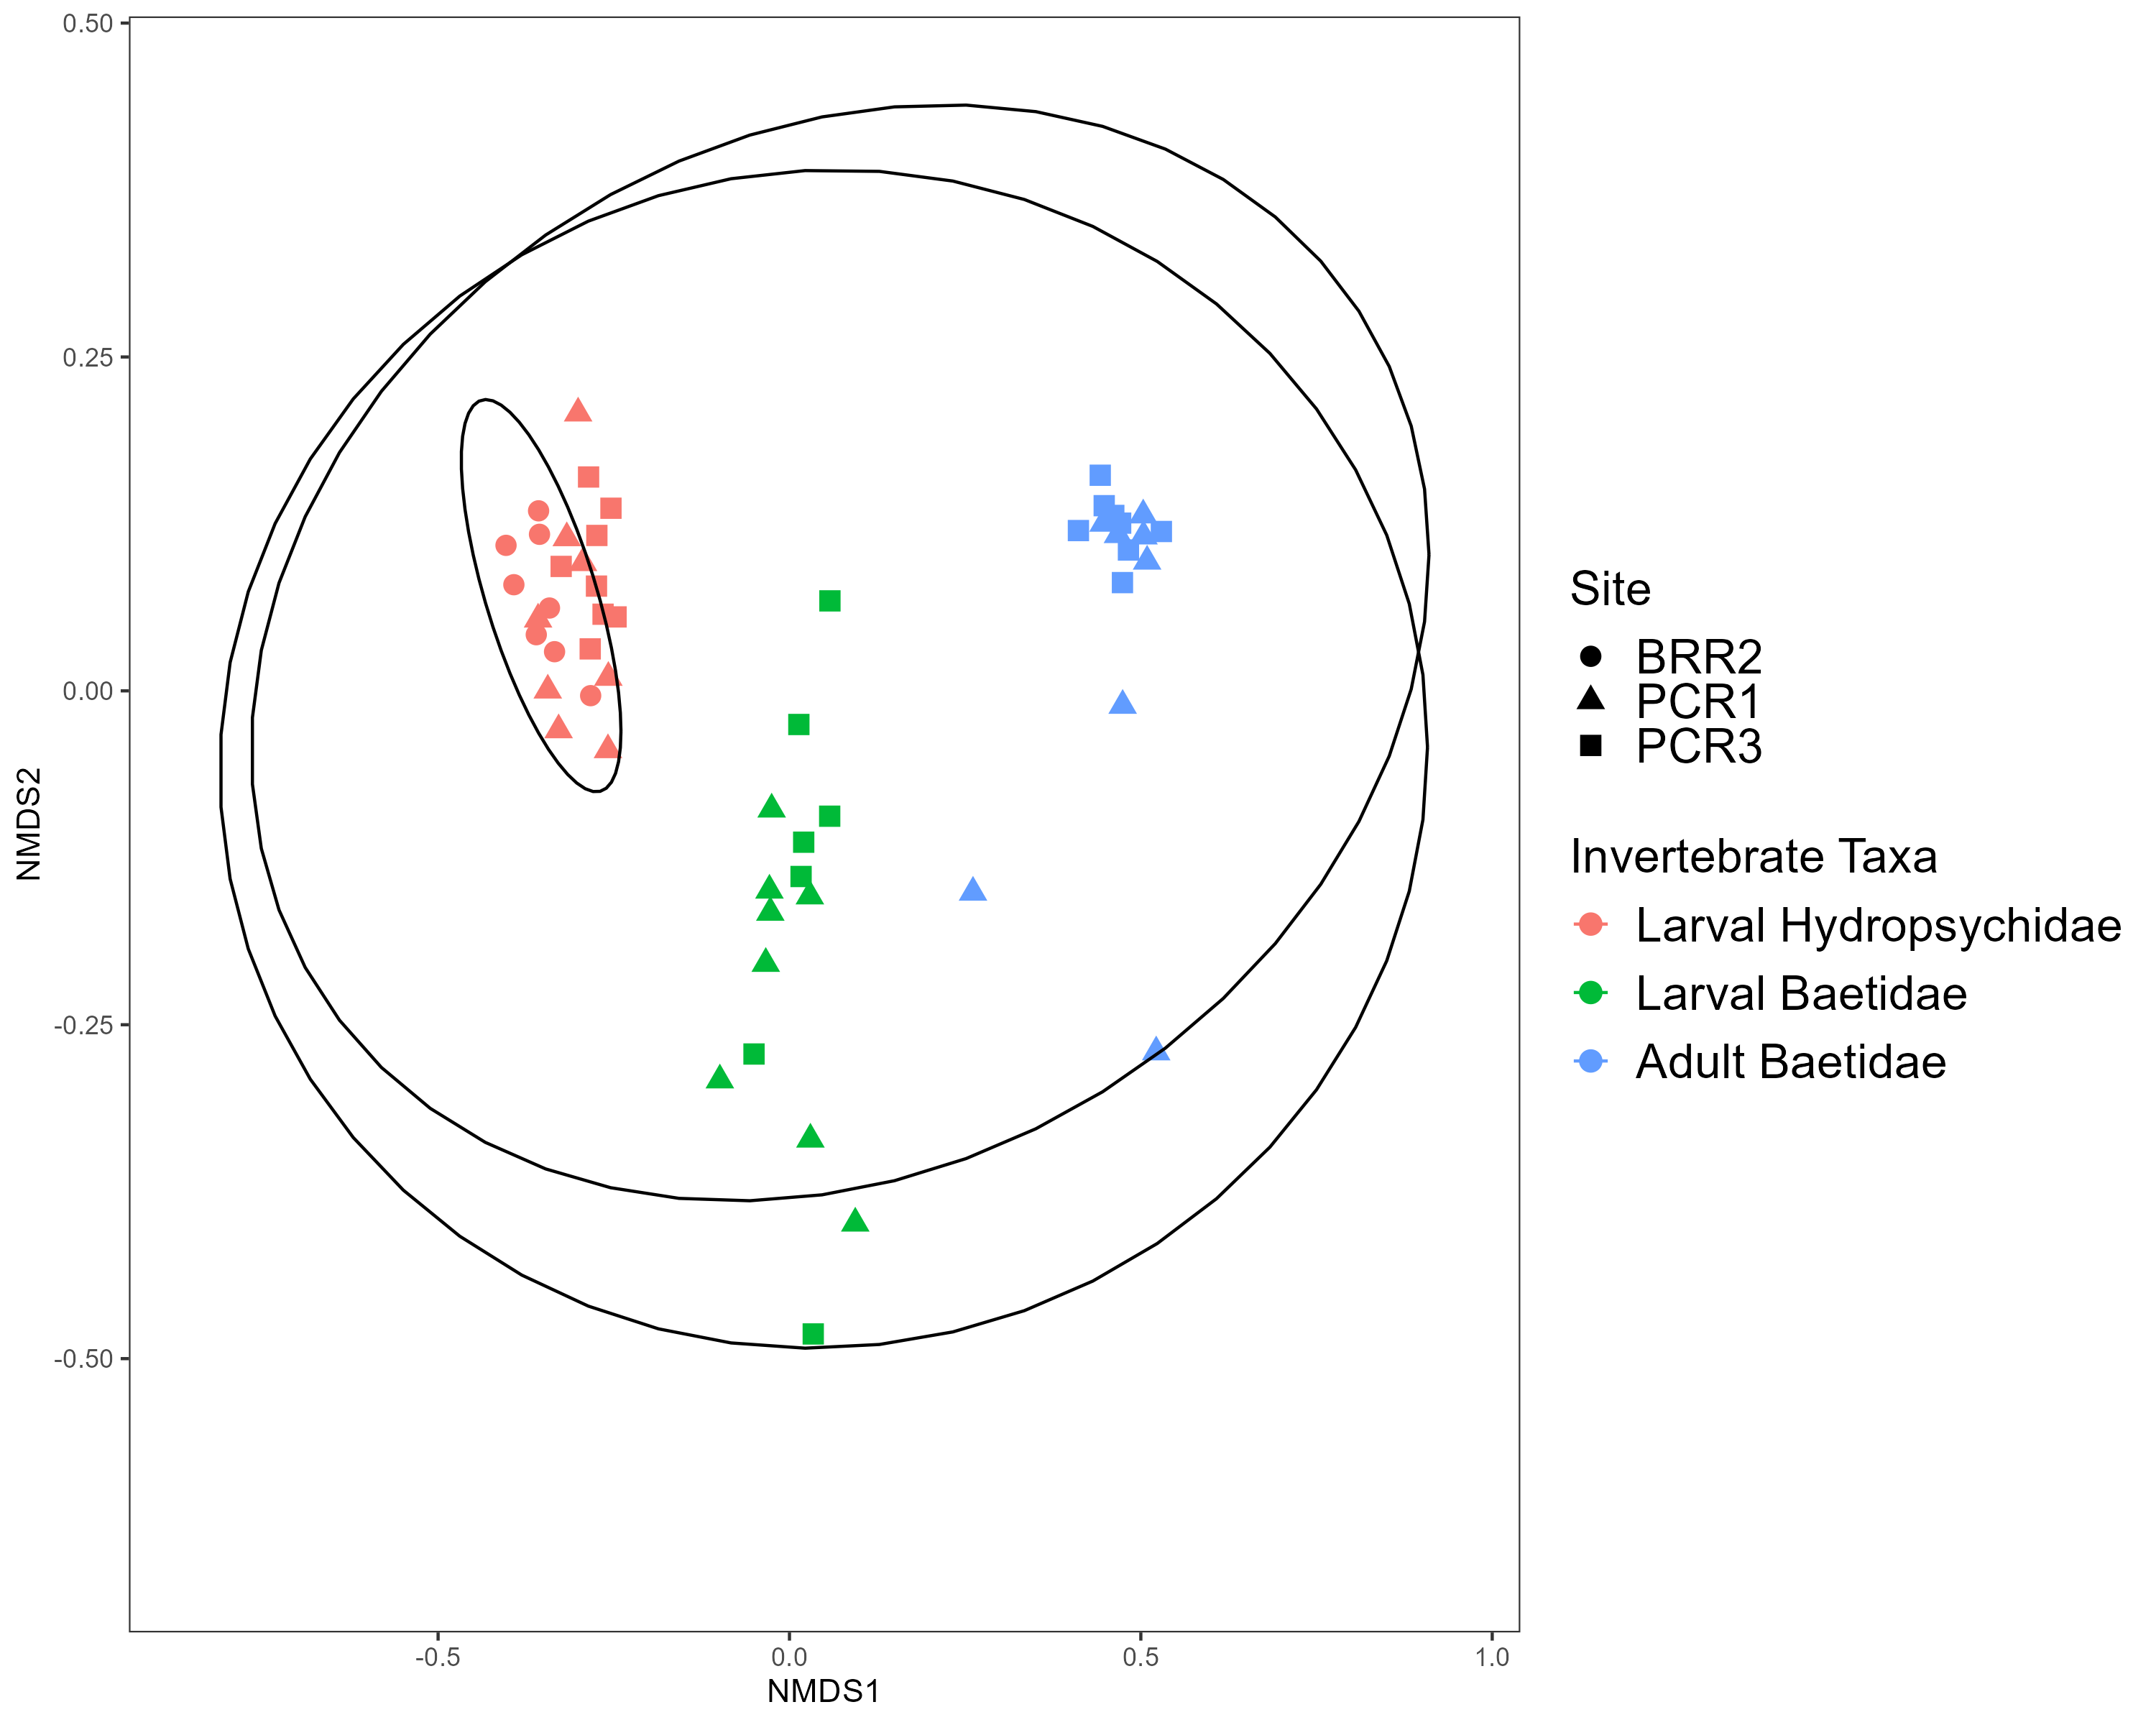 0.50
0.25
0.00
-0.25
-0.50
NMDS2
-0.5
0.0
0.5
1.0
NMDS1
Site
BRR2
PCR1
PCR3
Invertebrate Taxa
Larval Hydropsychidae
Larval Baetidae
Adult Baetidae